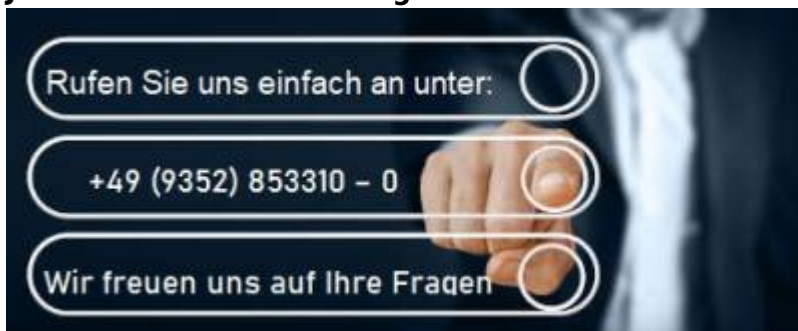 Rufen Sie uns einfach an unter:
+49 (9352) 853310 – 0
Wir freuen uns auf Ihre Fragen